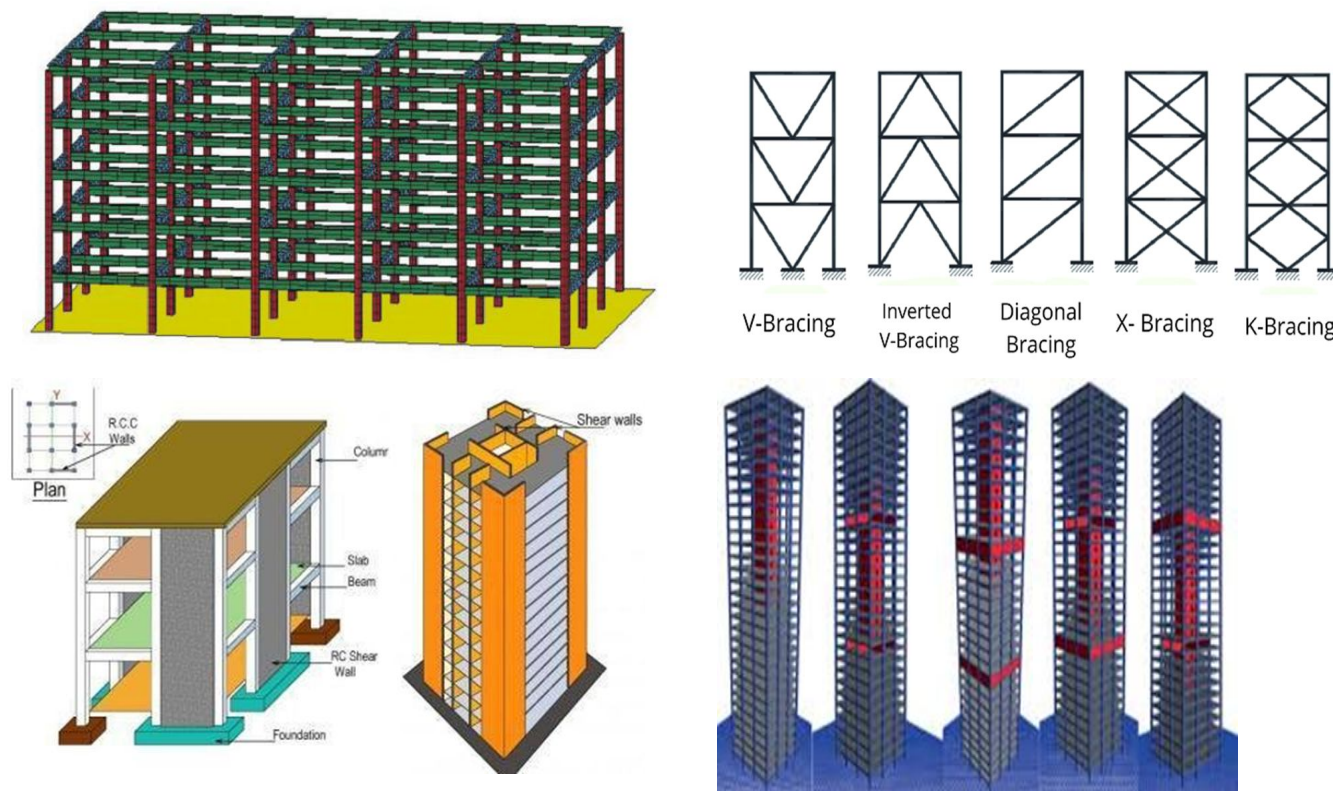 V-Bracing
Inverted
V-Bracing
Diagonal
Bracing
X- Bracing
K-Bracing
Y
R.C.C
Walls
X
Plan
Columr
Slab
Beam
RC Shear
Wall
Foundation
Shear walls